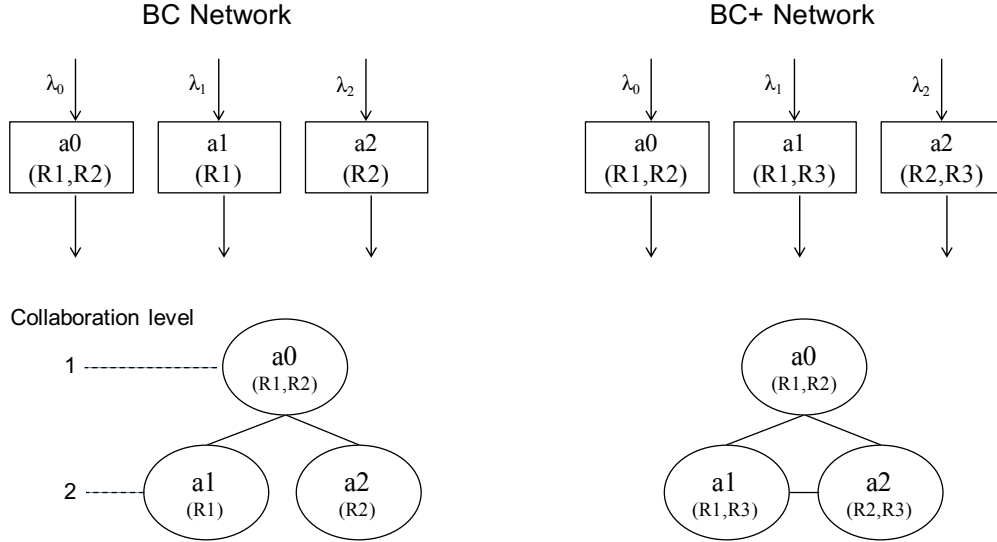 BC Network
BC+ Network
λ0
λ1
λ2
λ0
λ1
λ2
a0
(R1,R2)
a1
(R1)
a2
(R2)
a0
(R1,R2)
a1
(R1,R3)
a2
(R2,R3)
Collaboration level
1
a0
(R1,R2)
a0
(R1,R2)
2
a1
(R1)
a2
(R2)
a1
(R1,R3)
a2
(R2,R3)